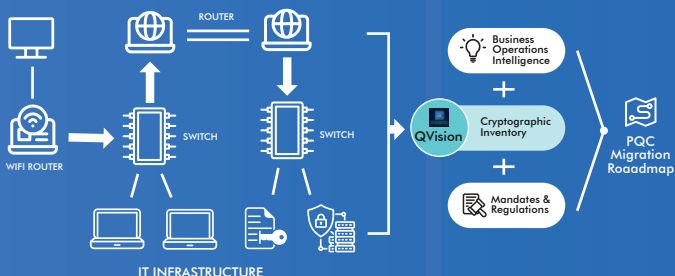 ROUTER
WIFI ROUTER
SWITCH
SWITCH
IT INFRASTRUCTURE
Business
Operations
Intelligence
QVision
Cryptographic
Inventory
Mandates &
Regulations
PQC
Migration
Roaadmap